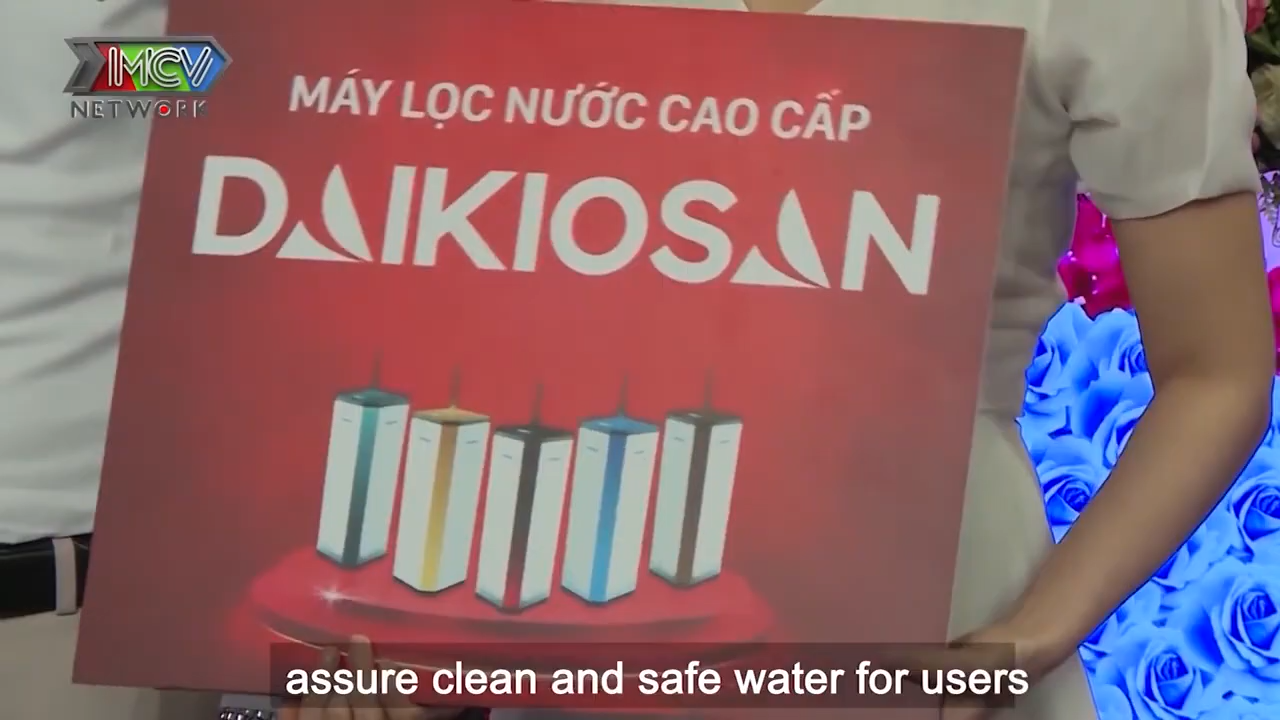 MCV
NETWORK
MÁY LỌC NƯỚC CAO CẤP
DAIKIOSAN
assure clean and safe water for users